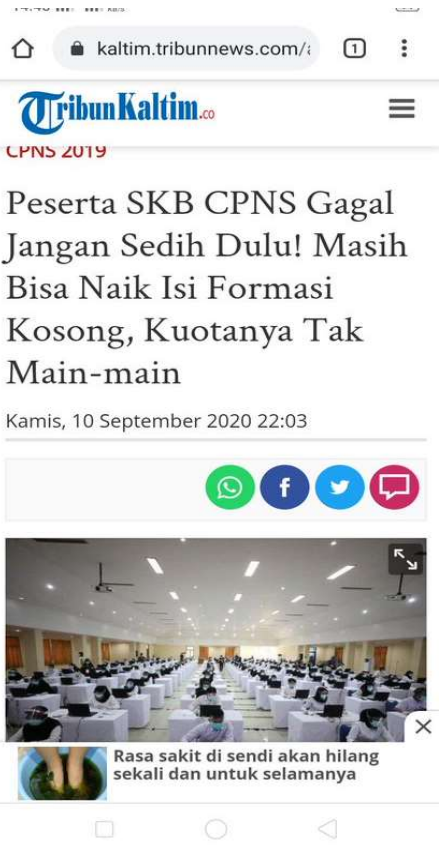 kaltim.tribunnews.com/
1
TribunKaltim.co
CPNS 2019
Peserta SKB CPNS Gagal
Jangan Sedih Dulu! Masih
Bisa Naik Isi Formasi
Kosong, Kuotanya Tak
Main-main
Kamis, 10 September 2020 22:03
Rasa sakit di sendi akan hilang
sekali dan untuk selamanya